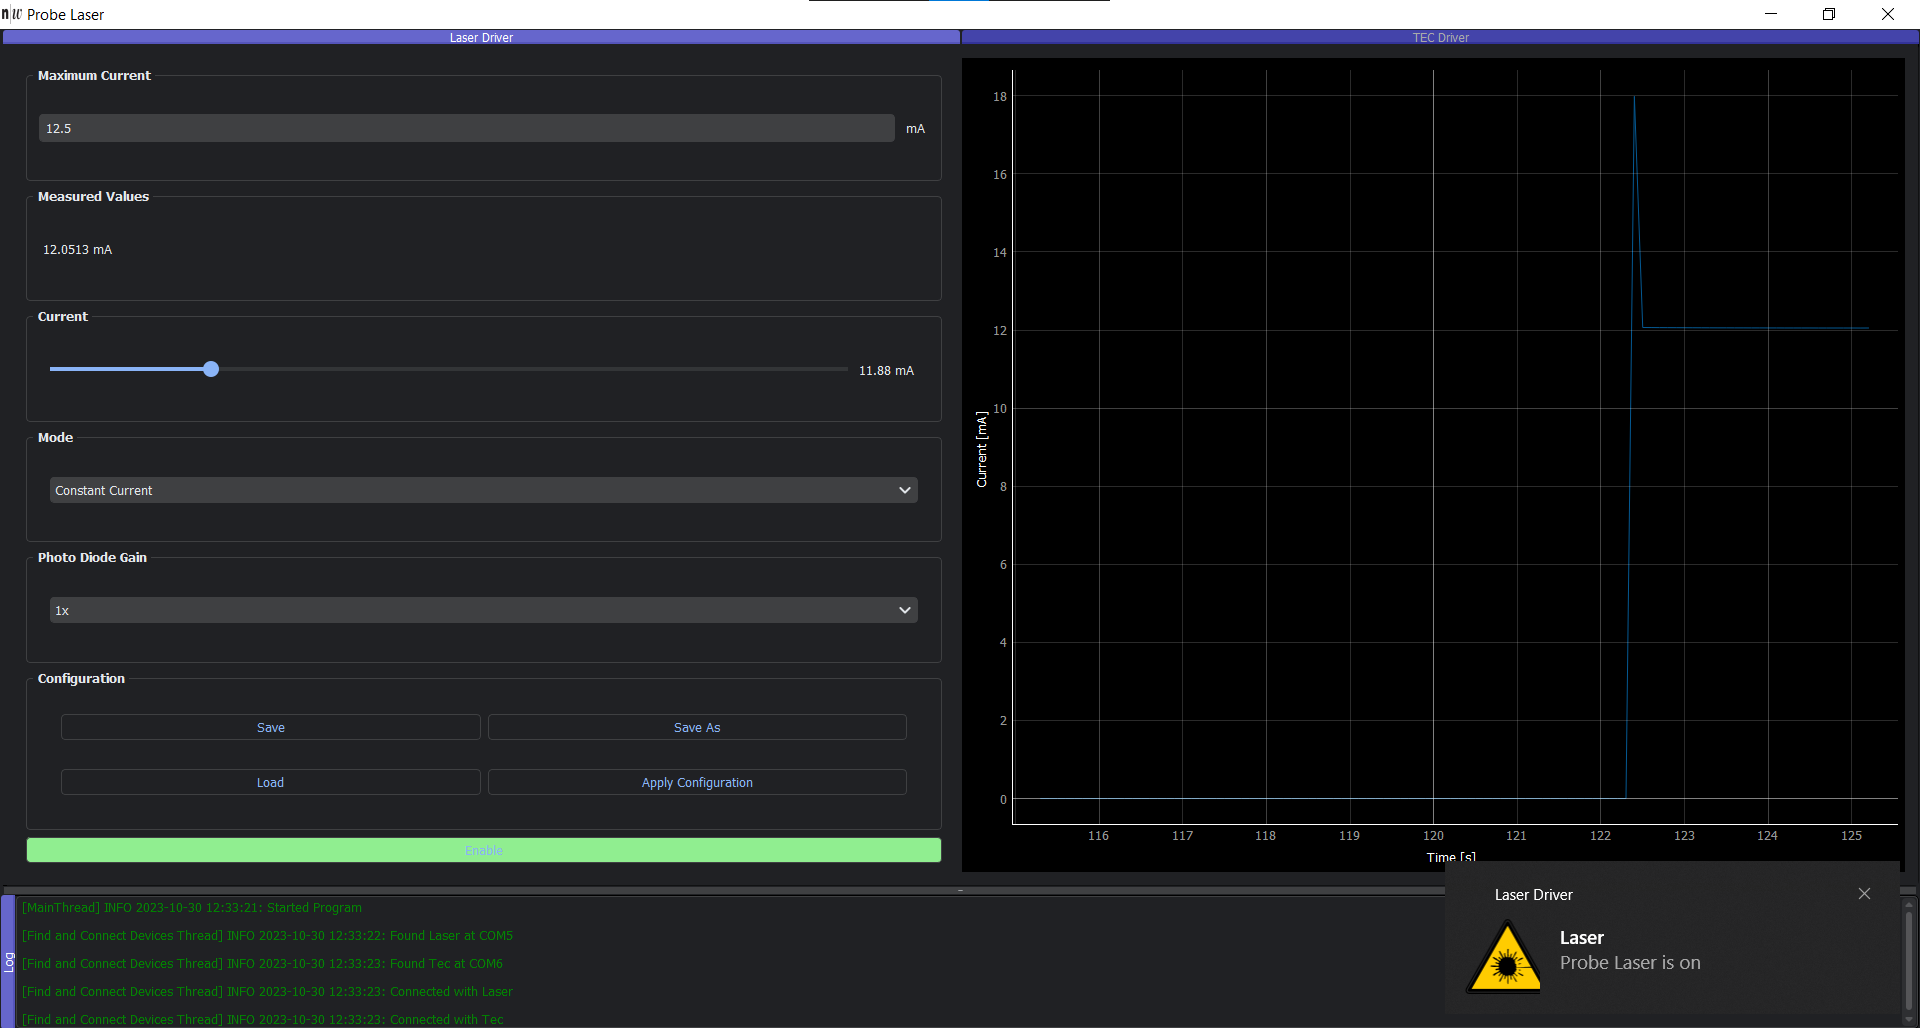 n|w Probe Laser
Laser Driver
TEC Driver
Maximum Current
12.5 mA
Measured Values
12.0513 mA
Current
11.88 mA
Mode
Constant Current
Photo Diode Gain
1x
Configuration
Save Save As
Load Apply Configuration
Enable
18
16
14
12
10
8
6
4
2
0
Current [mA]
116 117 118 119 120 121 122 123 124 125
Time [s]
Log
[MainThread] INFO 2023-10-30 12:33:21: Started Program
[Find and Connect Devices Thread] INFO 2023-10-30 12:33:22: Found Laser at COM5
[Find and Connect Devices Thread] INFO 2023-10-30 12:33:23: Found Tec at COM6
[Find and Connect Devices Thread] INFO 2023-10-30 12:33:23: Connected with Laser
[Find and Connect Devices Thread] INFO 2023-10-30 12:33:23: Connected with Tec
Laser Driver
Laser
Probe Laser is on